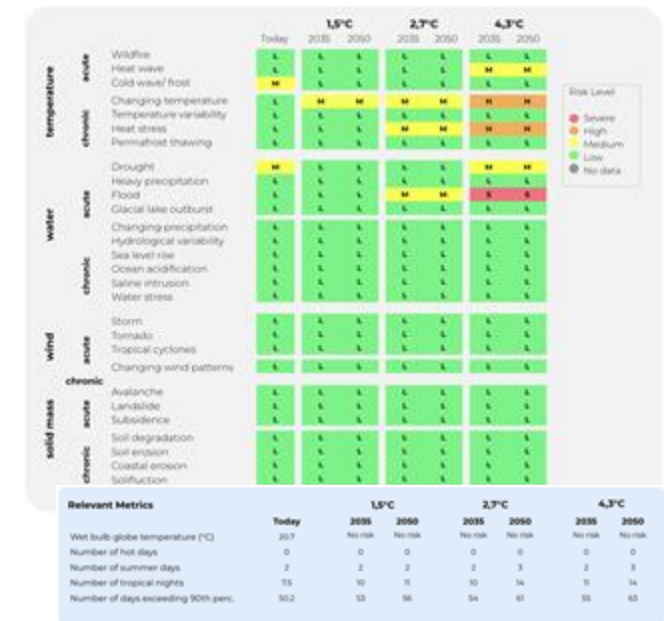 1,5°C 2,7°C 4,3°C
Today 2035 2050 2035 2050 2035 2050
temperature
acute
Wildfire L L L L L L L
Heat wave L L L L L M M
Cold wave/ frost M L L L L L L
chronic
Changing temperature L M M M M H H
Temperature variability L L L L L L L
Heat stress L L L M M H H
Permafrost thawing L L L L L L L
water
acute
Drought M L L L L M M
Heavy precipitation L L L L L L L
Flood L L L M M S S
Glacial lake outburst L L L L L L L
chronic
Changing precipitation L L L L L L L
Hydrological variability L L L L L L L
Sea level rise L L L L L L L
Ocean acidification L L L L L L L
Saline intrusion L L L L L L L
Water stress L L L L L L L
wind
acute
Storm L L L L L L L
Tornado L L L L L L L
Tropical cyclones L L L L L L L
chronic
Changing wind patterns L L L L L L L
solid mass
acute
Avalanche L L L L L L L
Landslide L L L L L L L
Subsidence L L L L L L L
chronic
Soil degradation L L L L L L L
Soil erosion L L L L L L L
Coastal erosion L L L L L L L
Solifluction L L L L L L L
Risk Level
Severe
High
Medium
Low
No data
Relevant Metrics 1,5°C 2,7°C 4,3°C
Today 2035 2050 2035 2050 2035 2050
Wet bulb globe temperature (°C) 20.7 No risk No risk No risk No risk No risk No risk
Number of hot days 0 0 0 0 0 0 0
Number of summer days 2 2 2 2 3 2 3
Number of tropical nights 7.5 10 11 10 14 11 14
Number of days exceeding 90th perc. 50.2 53 56 54 61 55 63